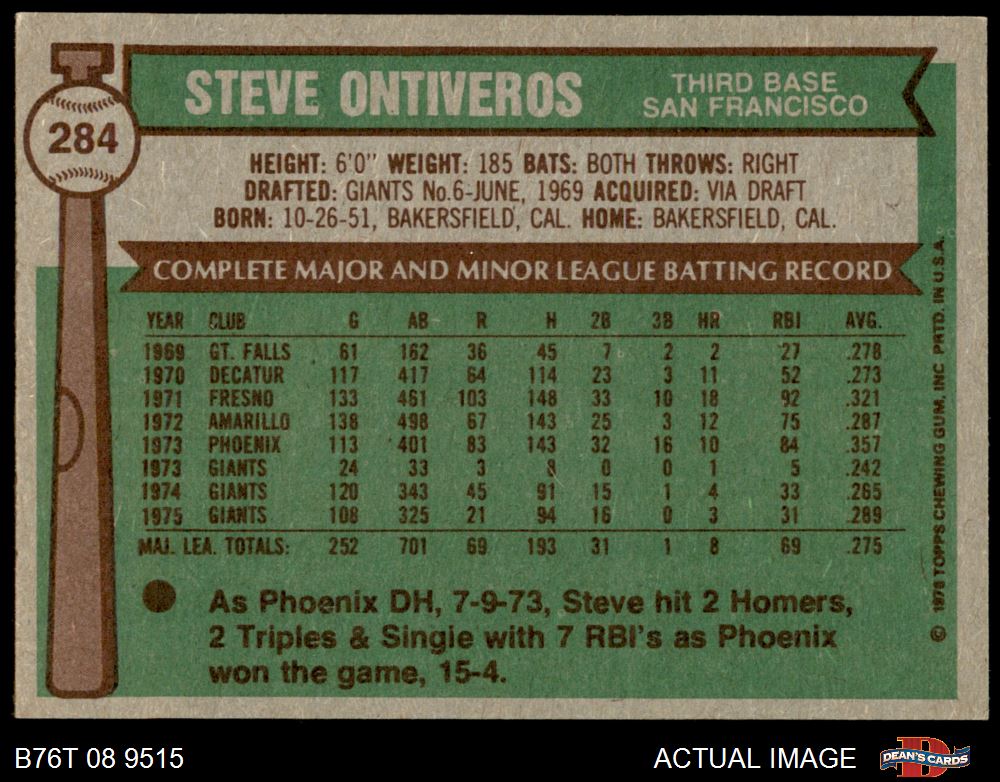 284
STEVE ONTIVEROS
THIRD BASE
SAN FRANCISCO
HEIGHT: 6'0" WEIGHT: 185 BATS: BOTH THROWS: RIGHT
DRAFTED: GIANTS No.6-JUNE, 1969 ACQUIRED: VIA DRAFT
BORN: 10-26-51, BAKERSFIELD, CAL. HOME: BAKERSFIELD, CAL.
COMPLETE MAJOR AND MINOR LEAGUE BATTING RECORD
YEAR CLUB G AB R H 2B 3B HR RBI AVG.
1969 GT. FALLS 61 162 36 45 7 2 2 27 .278
1970 DECATUR 117 417 64 114 23 3 11 52 .273
1971 FRESNO 133 461 103 148 33 10 18 92 .321
1972 AMARILLO 138 498 67 143 25 3 12 75 .287
1973 PHOENIX 113 401 83 143 32 16 10 84 .357
1973 GIANTS 24 33 3 8 0 0 1 5 .242
1974 GIANTS 120 343 45 91 15 1 4 33 .265
1975 GIANTS 108 325 21 94 16 0 3 31 .289
MAJ. LEA. TOTALS: 252 701 69 193 31 1 8 69 .275
As Phoenix DH, 7-9-73, Steve hit 2 Homers,
2 Triples & Single with 7 RBI's as Phoenix
won the game, 15-4.
© 1976 TOPPS CHEWING GUM, INC PRTD. IN U.S.A.
B76T 08 9515
ACTUAL IMAGE
DEAN'S CARDS